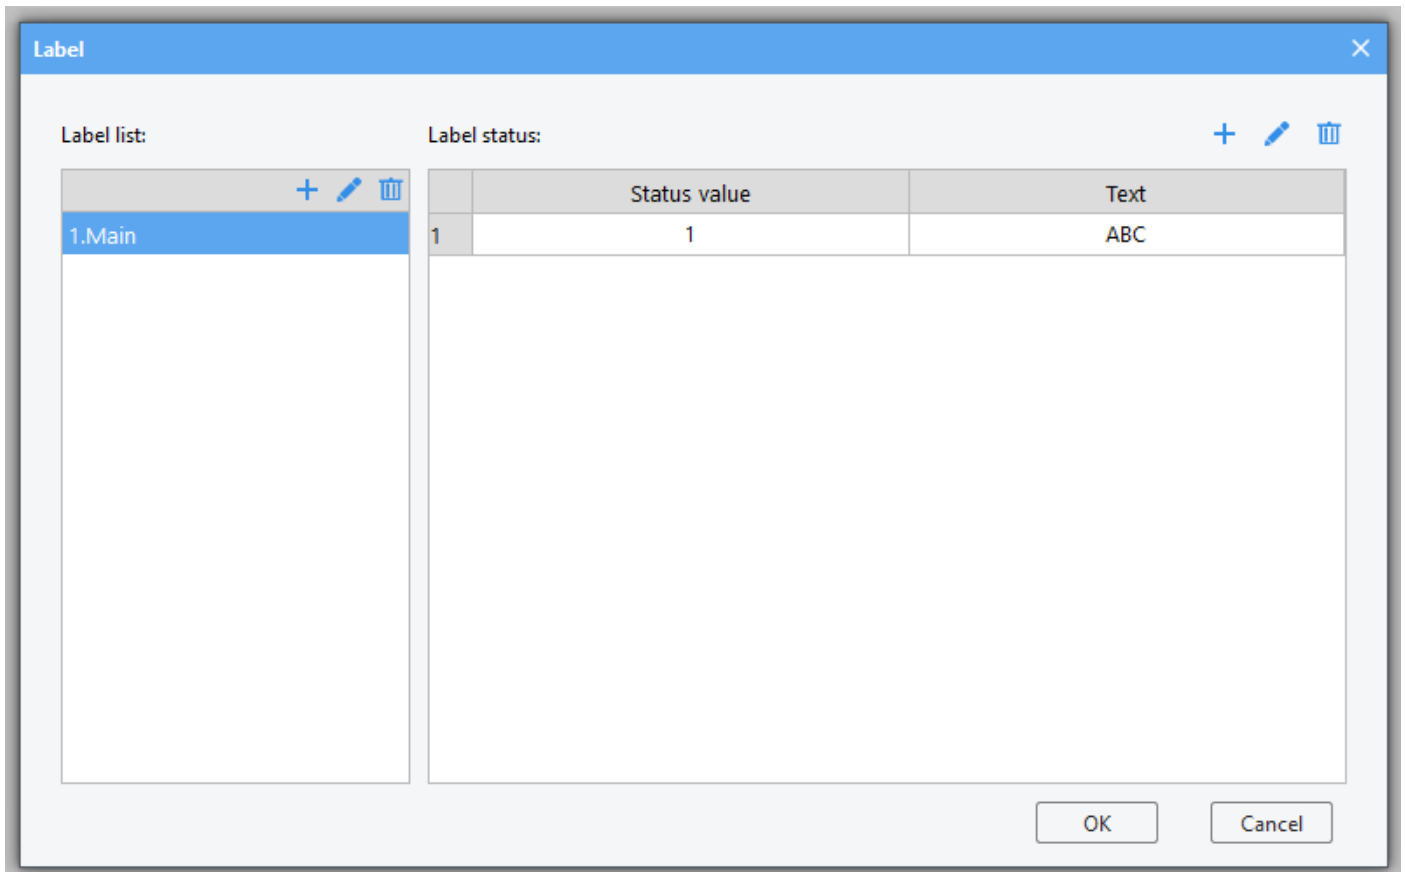 Label
Label list:
Label status:
Status value
Text
1.Main
1
1
ABC
OK
Cancel